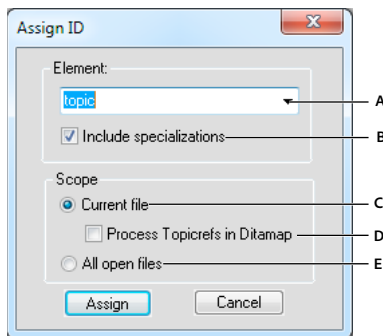 Assign ID
Element:
topic
A
Include specializations
B
Scope
Current file
C
Process Topicrefs in Ditamap
D
All open files
E
Assign
Cancel